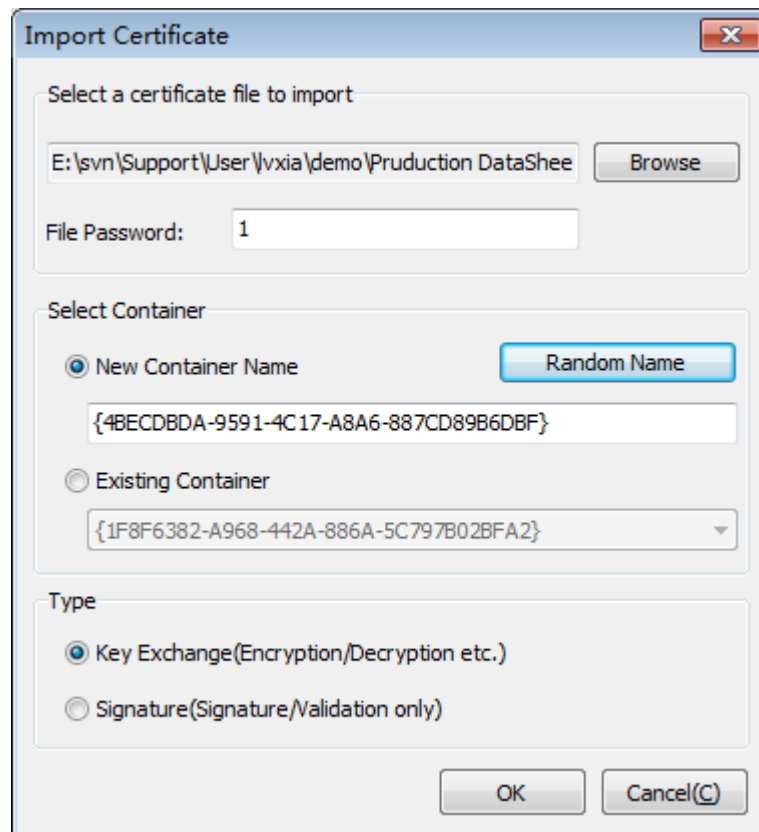 Import Certificate
Select a certificate file to import
E:\svn\Support\User\lvxia\demo\Pruduction DataShee
Browse
File Password:
1
Select Container
New Container Name
Random Name
{4BECDBDA-9591-4C17-A8A6-887CD89B6DBF}
Existing Container
{1F8F6382-A968-442A-886A-5C797B02BFA2}
Type
Key Exchange(Encryption/Decryption etc.)
Signature(Signature/Validation only)
OK
Cancel(C)